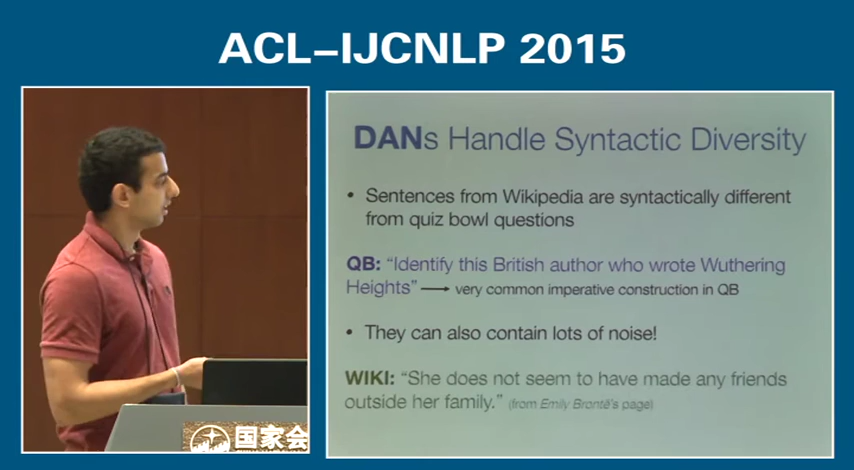 ACL–IJCNLP 2015
DANs Handle Syntactic Diversity
• Sentences from Wikipedia are syntactically different
from quiz bowl questions
QB: “Identify this British author who wrote Wuthering
Heights” → very common imperative construction in QB
• They can also contain lots of noise!
WIKI: “She does not seem to have made any friends
outside her family.” (from Emily Brontë's page)
国家会